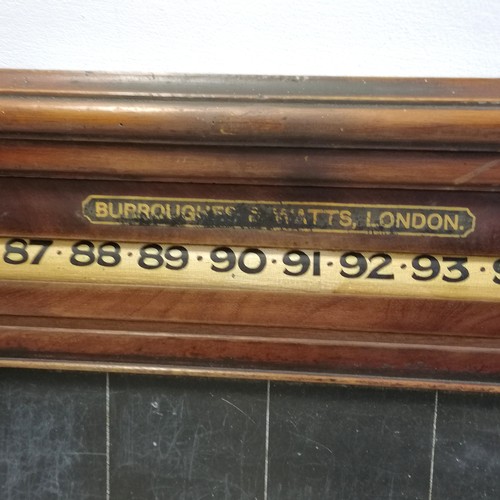 BURROUGHES & WATTS, LONDON.
87 · 88 · 89 · 90 · 91 · 92 · 93 ·